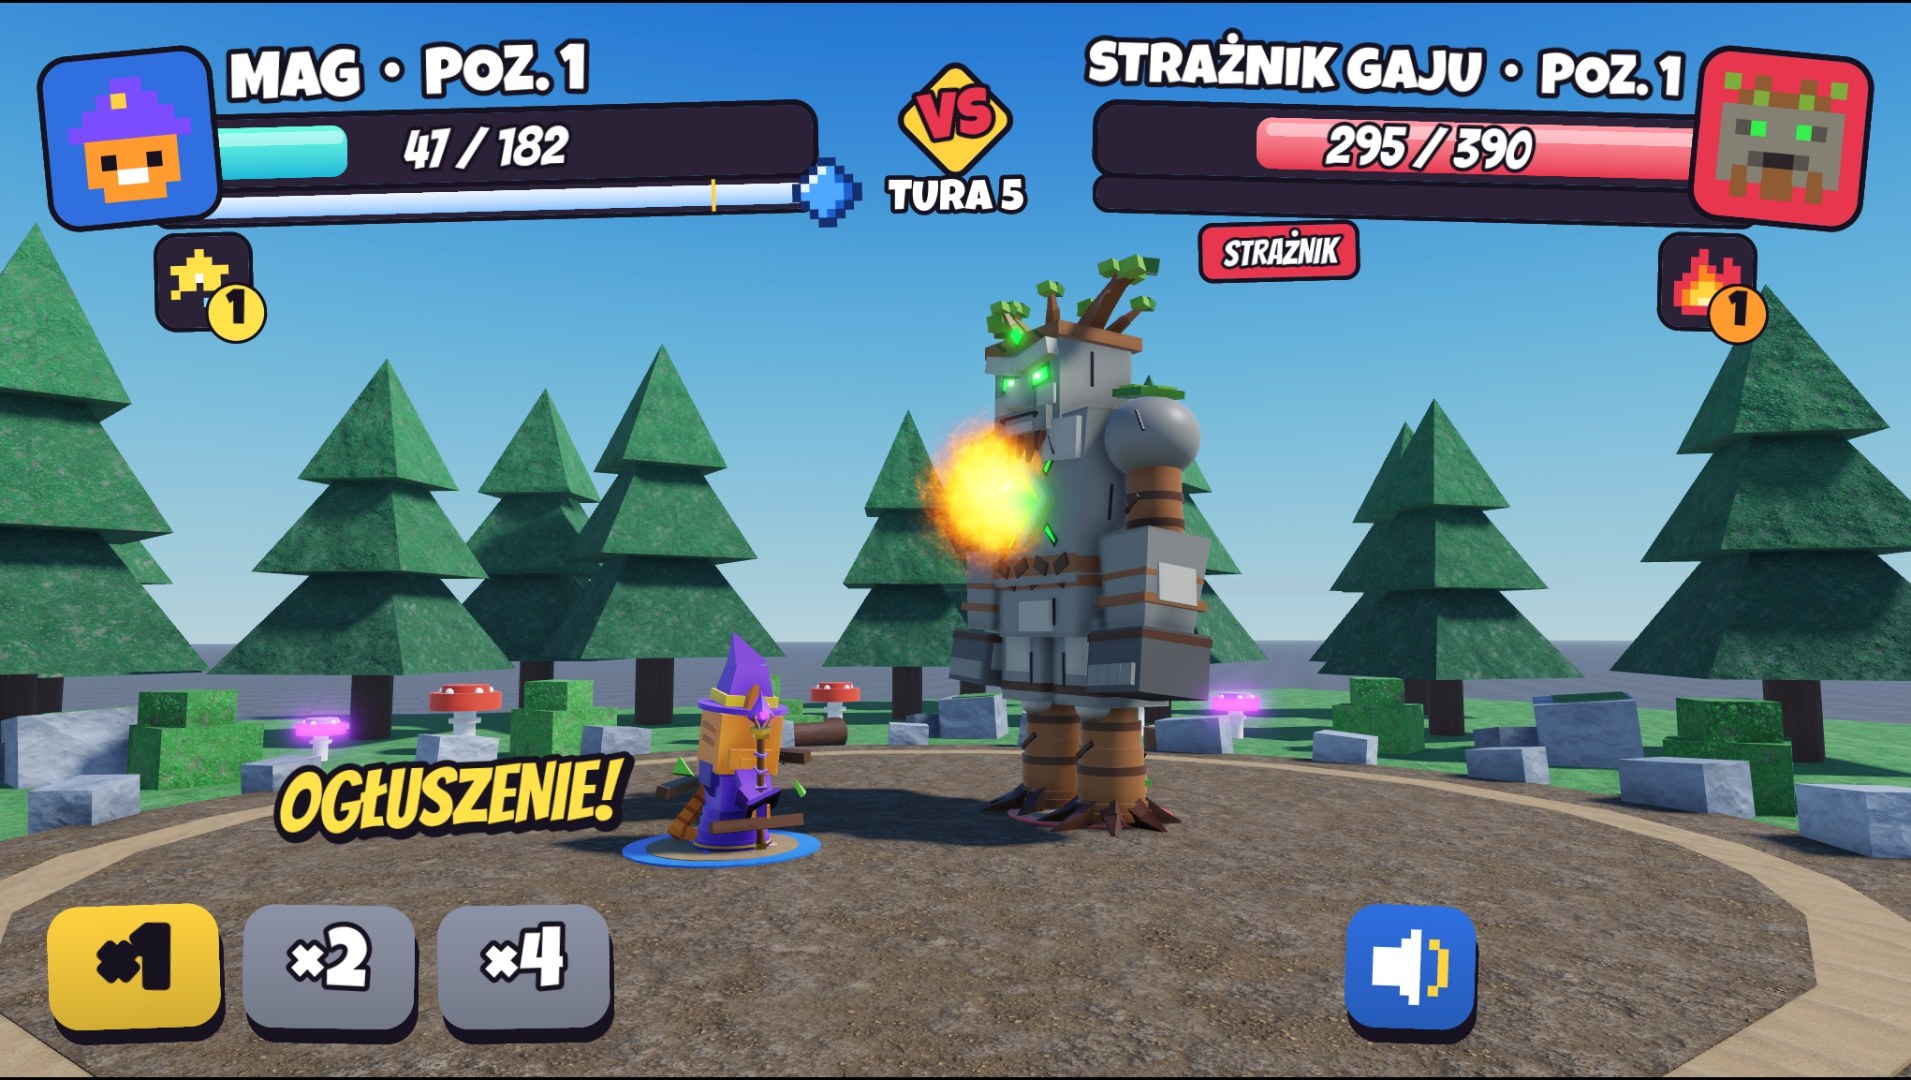 MAG • POZ. 1
47 / 182
VS
TURA 5
STRAŻNIK GAJU • POZ. 1
295 / 390
STRAŻNIK
1
1
OGŁUSZENIE!
×1
×2
×4